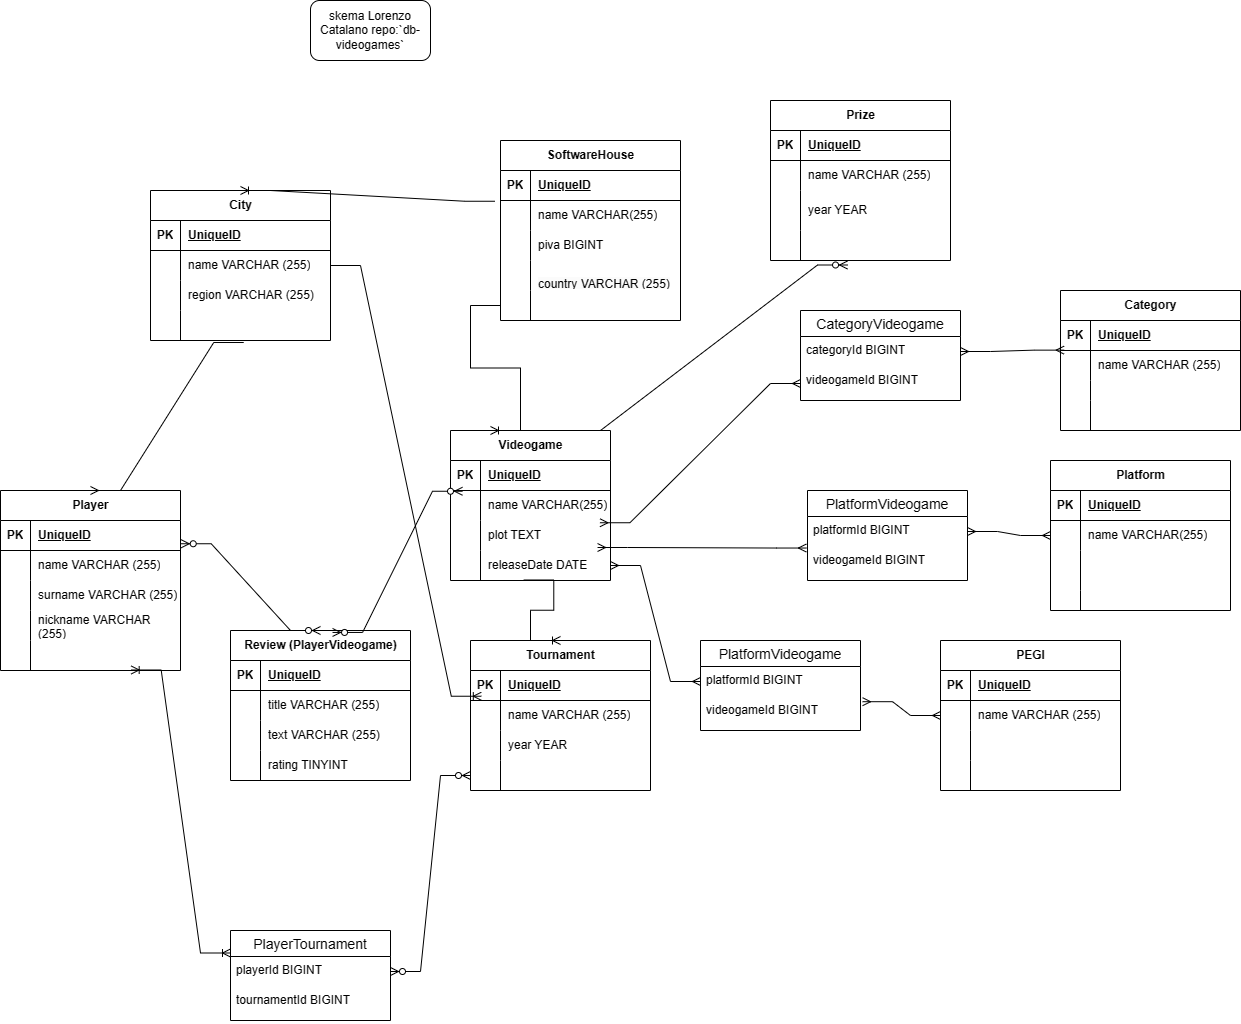 skema Lorenzo
Catalano repo:`db-
videogames`
Prize
PK UniqueID
name VARCHAR (255)
year YEAR
SoftwareHouse
PK UniqueID
name VARCHAR(255)
piva BIGINT
country VARCHAR (255)
City
PK UniqueID
name VARCHAR (255)
region VARCHAR (255)
CategoryVideogame
categoryId BIGINT
videogameId BIGINT
Category
PK UniqueID
name VARCHAR (255)
Videogame
PK UniqueID
name VARCHAR(255)
plot TEXT
releaseDate DATE
PlatformVideogame
platformId BIGINT
videogameId BIGINT
Platform
PK UniqueID
name VARCHAR(255)
Player
PK UniqueID
name VARCHAR (255)
surname VARCHAR (255)
nickname VARCHAR
(255)
Review (PlayerVideogame)
PK UniqueID
title VARCHAR (255)
text VARCHAR (255)
rating TINYINT
Tournament
PK UniqueID
name VARCHAR (255)
year YEAR
PlatformVideogame
platformId BIGINT
videogameId BIGINT
PEGI
PK UniqueID
name VARCHAR (255)
PlayerTournament
playerId BIGINT
tournamentId BIGINT